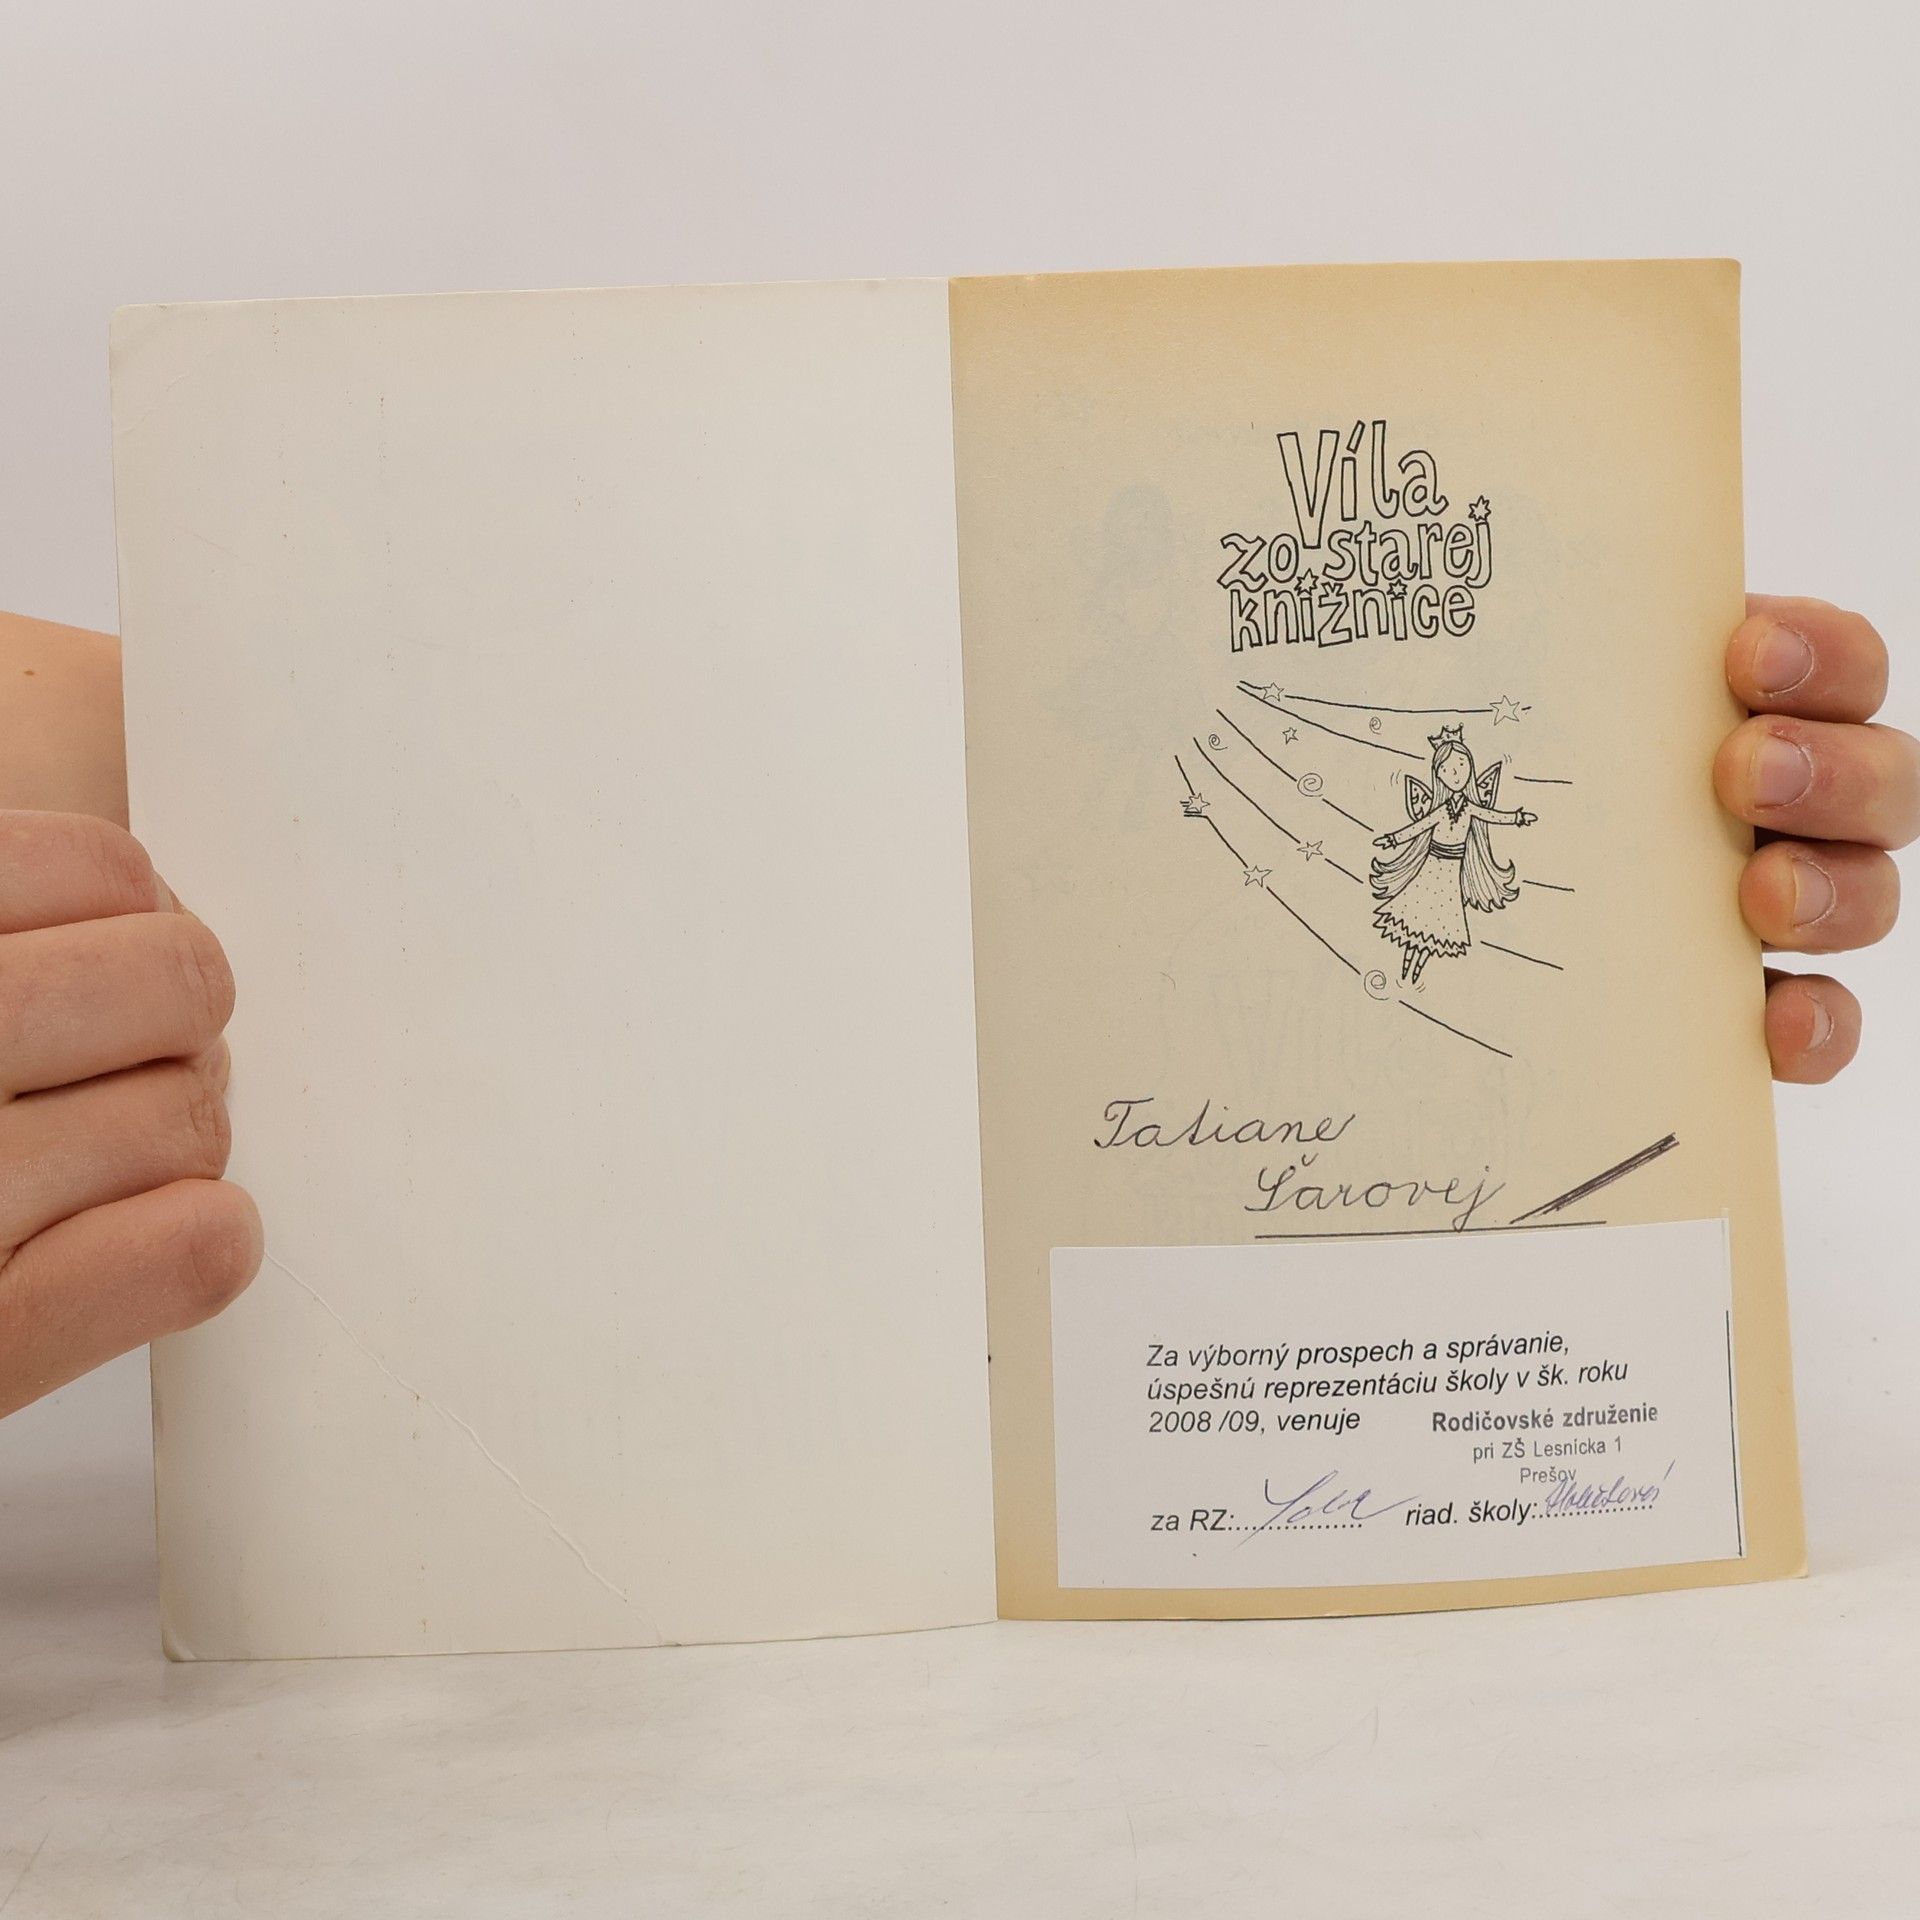 Víla
zo starej
knižnice
Tatiane
Šarovej
Za výborný prospech a správanie,
úspešnú reprezentáciu školy v šk. roku
2008 /09, venuje
Rodičovské združenie
pri ZŠ Lesnícka 1
Prešov
za RZ:................ riad. školy:................